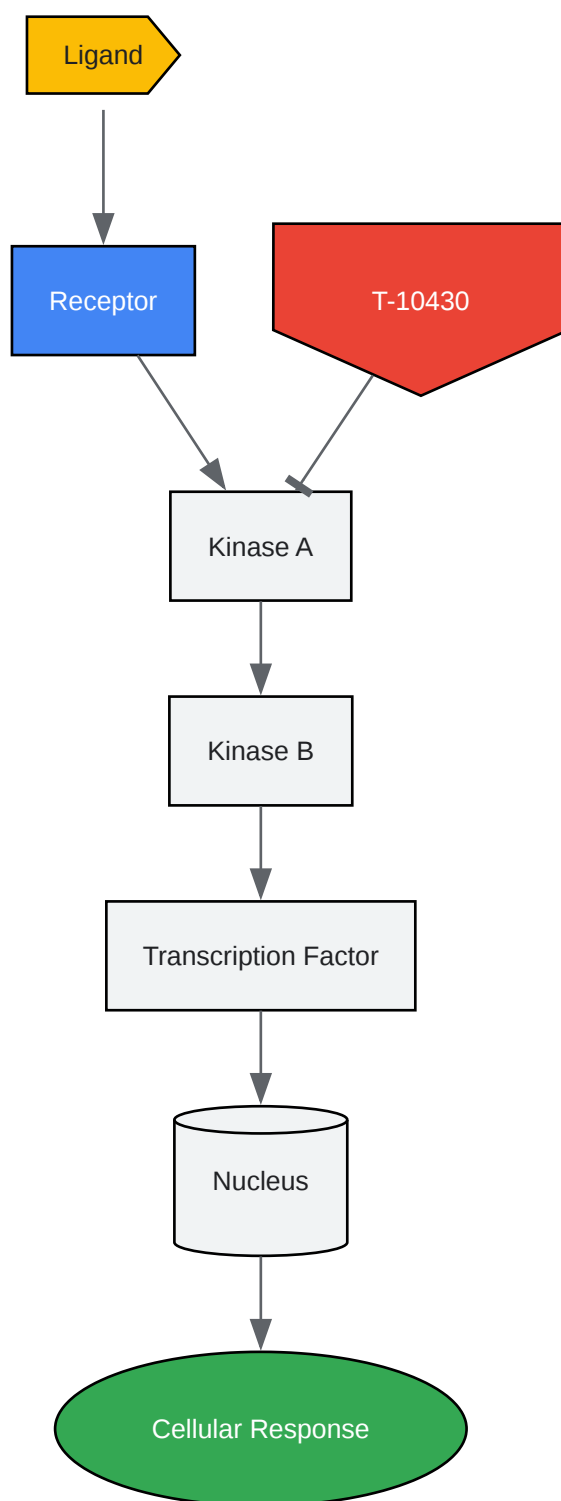 Ligand
Receptor
T-10430
Kinase A
Kinase B
Transcription Factor
Nucleus
Cellular Response